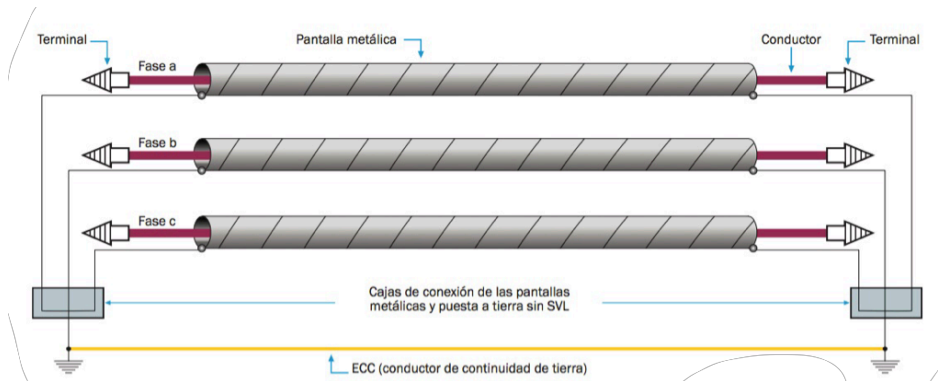 Terminal
Pantalla metálica
Conductor
Terminal
Fase a
Fase b
Fase c
Cajas de conexión de las pantallas
metálicas y puesta a tierra sin SVL
ECC (conductor de continuidad de tierra)